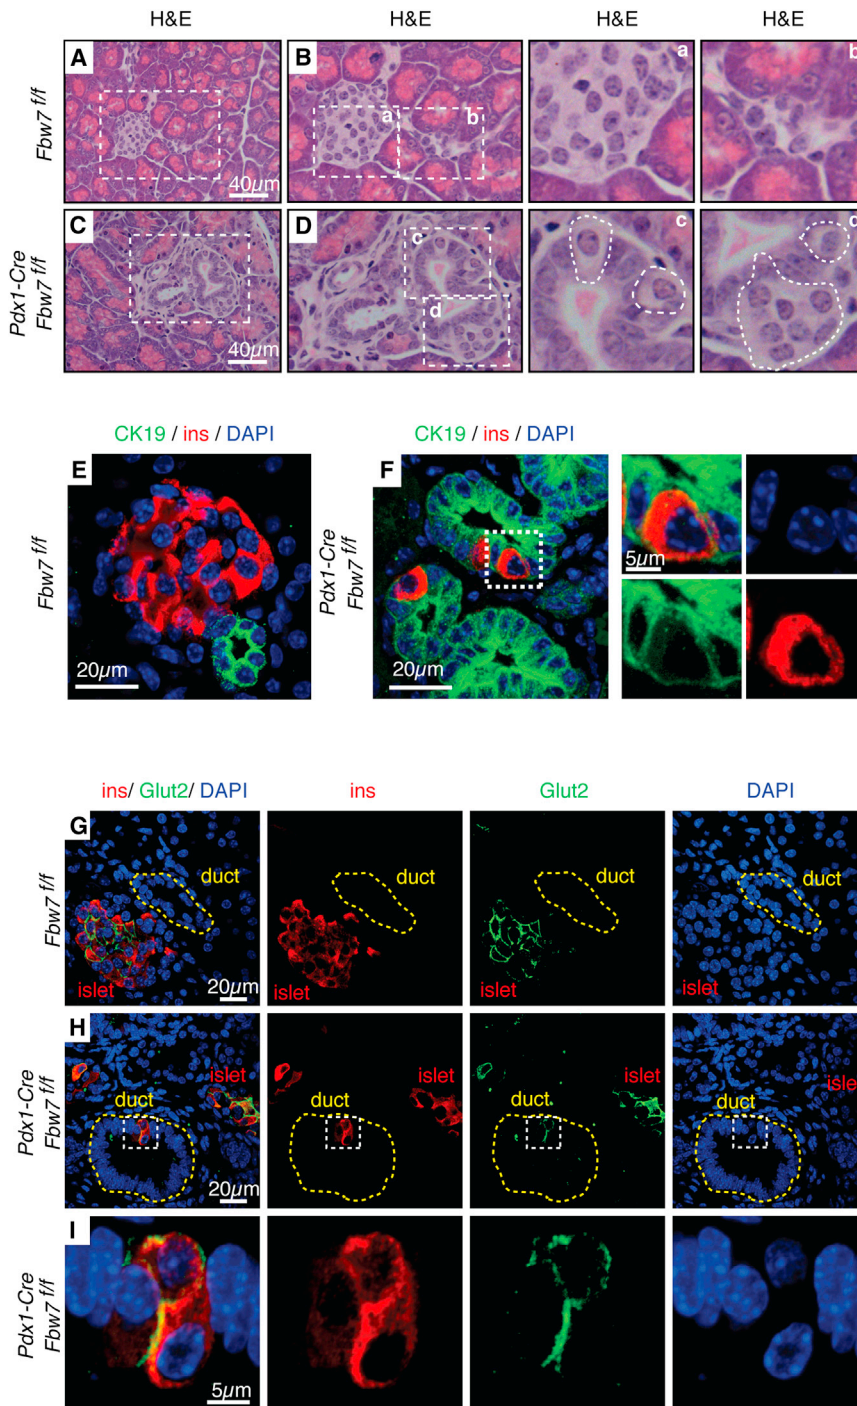 H&E H&E H&E H&E
Fbw7 f/f
A B a b a b
40µm
Pdx1-Cre
Fbw7 f/f
C D c d c d
40µm
CK19 / ins / DAPI CK19 / ins / DAPI
Fbw7 f/f
E
20µm
Pdx1-Cre
Fbw7 f/f
F
20µm
5µm
ins/ Glut2/ DAPI ins Glut2 DAPI
Fbw7 f/f
G
duct duct duct duct
islet islet islet islet
20µm
Pdx1-Cre
Fbw7 f/f
H
islet islet islet islet
duct duct duct duct
20µm
Pdx1-Cre
Fbw7 f/f
I
5µm